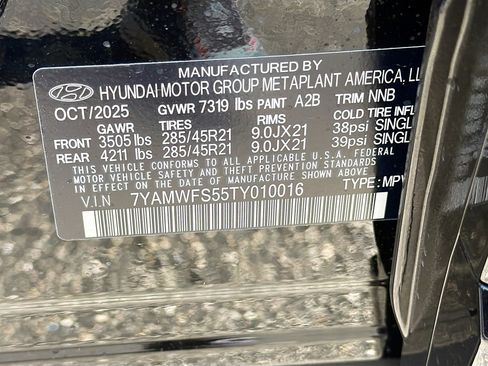 MANUFACTURED BY
HYUNDAI MOTOR GROUP METAPLANT AMERICA, LL
OCT/2025 GVWR 7319 lbs PAINT A2B TRIM NNB
GAWR TIRES RIMS COLD TIRE INFL
FRONT 3505 lbs 285/45R21 9.0JX21 38psi SINGL
REAR 4211 lbs 285/45R21 9.0JX21 39psi SINGL
THIS VEHICLE CONFORMS TO ALL APPLICABLE U.S.A. FEDERAL
MOTOR VEHICLE SAFETY AND THEFT PREVENTION STANDARDS
IN EFFECT ON THE DATE OF MANUFACTURE SHOWN ABOVE.
V.I.N. 7YAMWFS55TY010016 TYPE: MPV